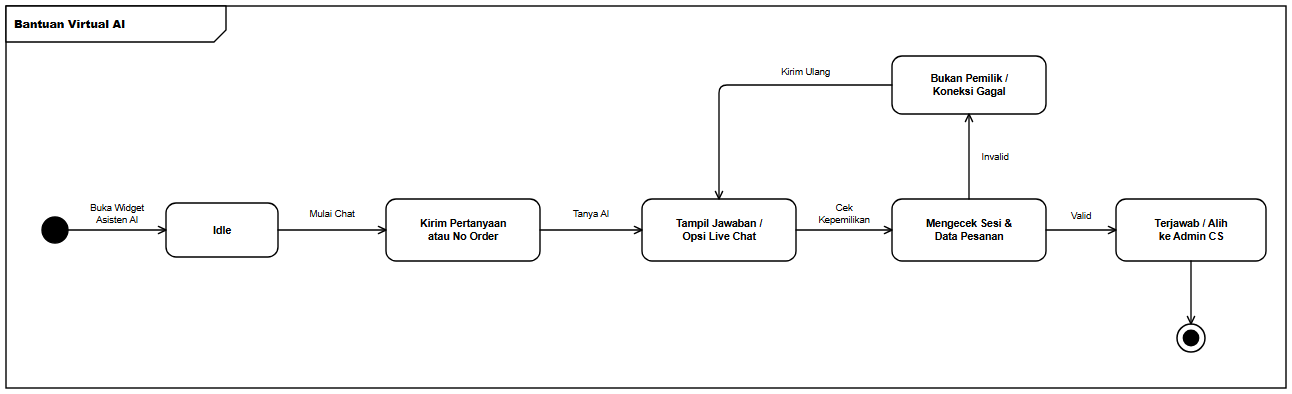 Bantuan Virtual AI
Kirim Ulang
Bukan Pemilik /
Koneksi Gagal
Invalid
Buka Widget
Asisten AI
Idle
Mulai Chat
Kirim Pertanyaan
atau No Order
Tanya AI
Tampil Jawaban /
Opsi Live Chat
Cek
Kepemilikan
Mengecek Sesi &
Data Pesanan
Valid
Terjawab / Alih
ke Admin CS